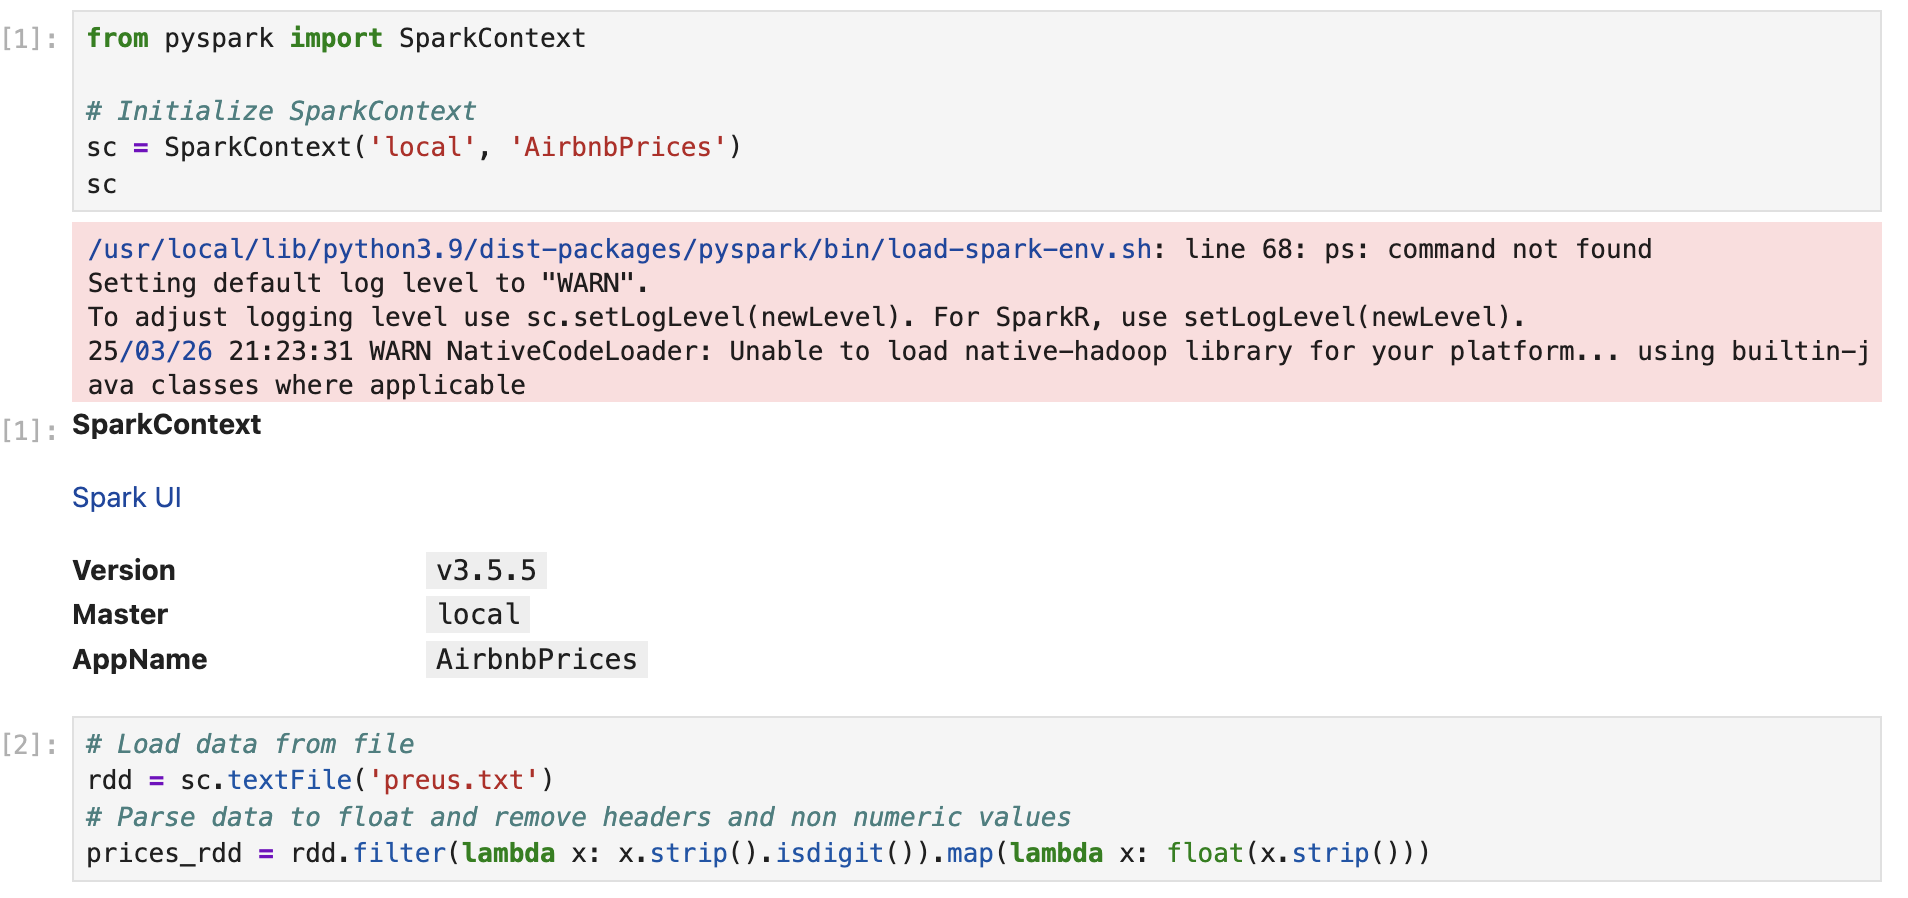 [1]: from pyspark import SparkContext
# Initialize SparkContext
sc = SparkContext('local', 'AirbnbPrices')
sc
/usr/local/lib/python3.9/dist-packages/pyspark/bin/load-spark-env.sh: line 68: ps: command not found
Setting default log level to "WARN".
To adjust logging level use sc.setLogLevel(newLevel). For SparkR, use setLogLevel(newLevel).
25/03/26 21:23:31 WARN NativeCodeLoader: Unable to load native-hadoop library for your platform... using builtin-j
ava classes where applicable
[1]: SparkContext
Spark UI
Version v3.5.5
Master local
AppName AirbnbPrices
[2]: # Load data from file
rdd = sc.textFile('preus.txt')
# Parse data to float and remove headers and non numeric values
prices_rdd = rdd.filter(lambda x: x.strip().isdigit()).map(lambda x: float(x.strip()))